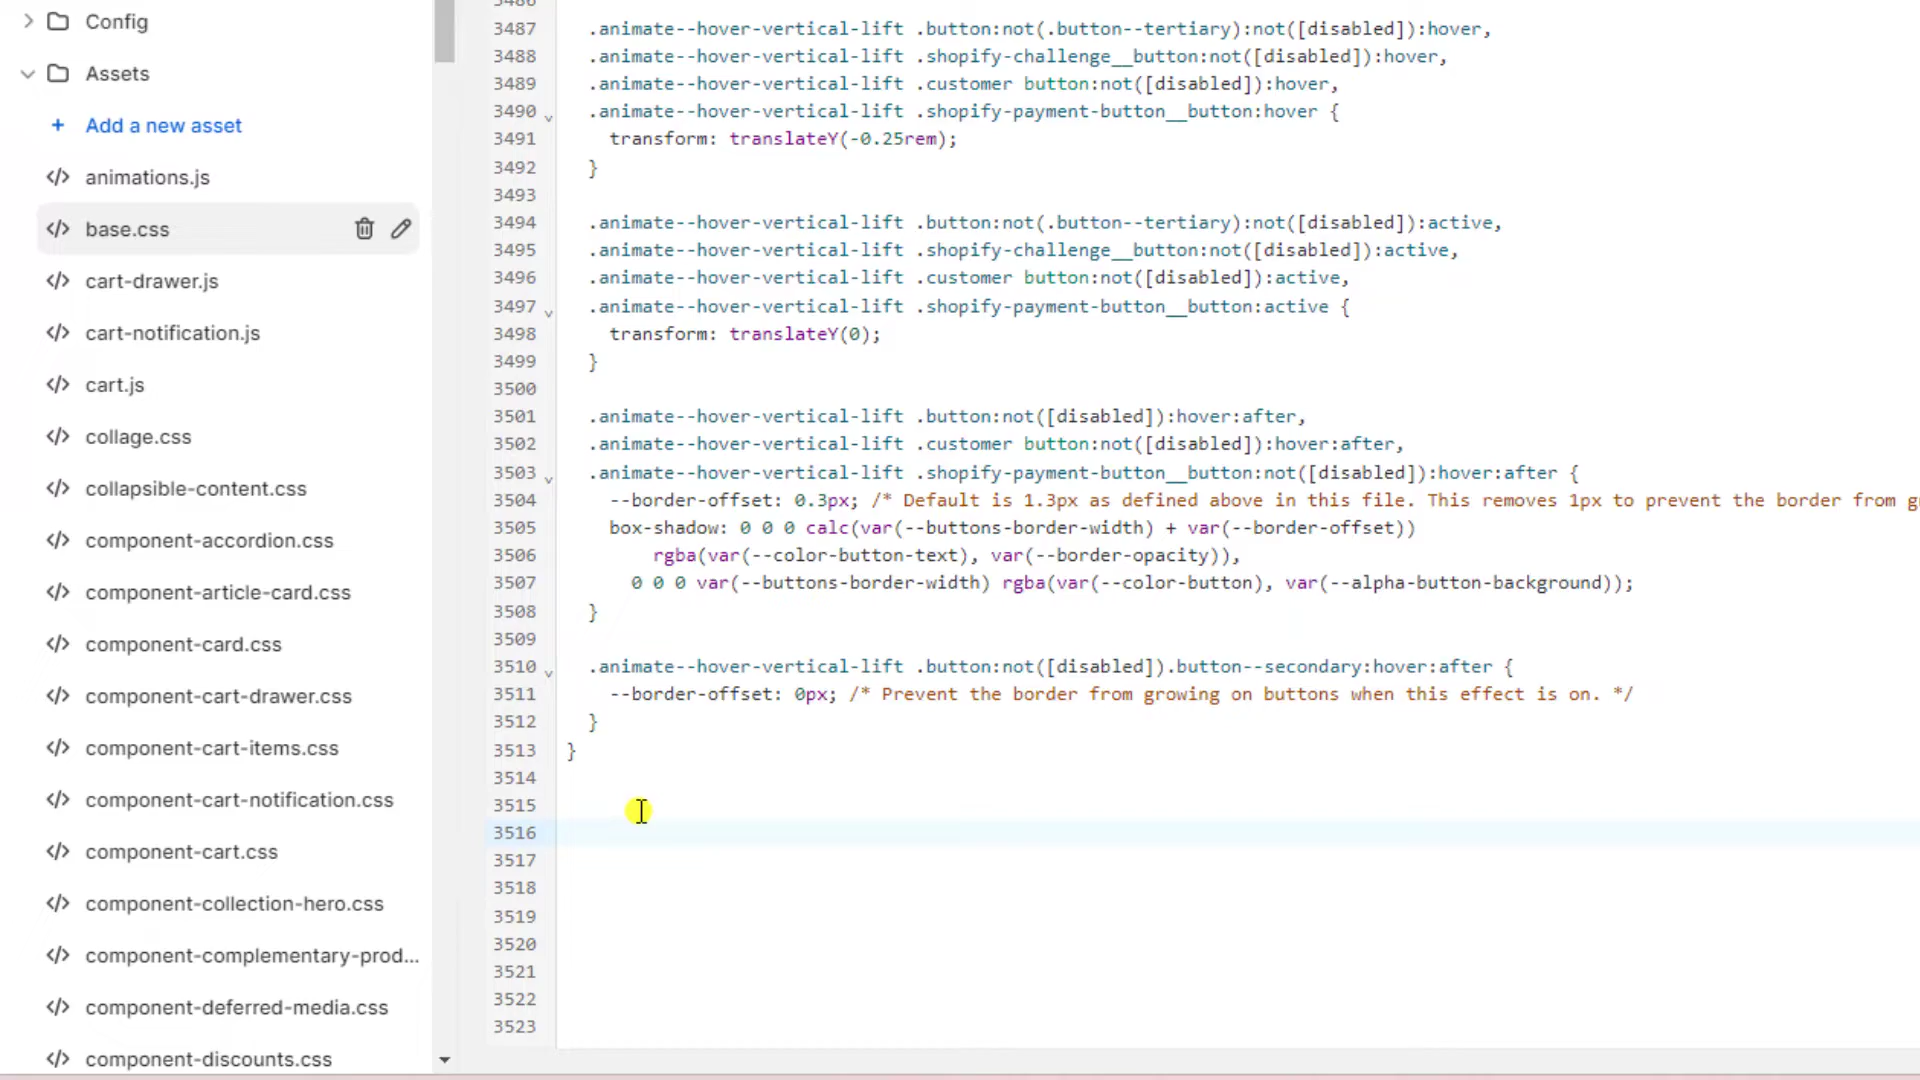 Config
Assets
+ Add a new asset
animations.js
base.css
cart-drawer.js
cart-notification.js
cart.js
collage.css
collapsible-content.css
component-accordion.css
component-article-card.css
component-card.css
component-cart-drawer.css
component-cart-items.css
component-cart-notification.css
component-cart.css
component-collection-hero.css
component-complementary-prod...
component-deferred-media.css
component-discounts.css
3486
3487 .animate--hover-vertical-lift .button:not(.button--tertiary):not([disabled]):hover,
3488 .animate--hover-vertical-lift .shopify-challenge__button:not([disabled]):hover,
3489 .animate--hover-vertical-lift .customer button:not([disabled]):hover,
3490 .animate--hover-vertical-lift .shopify-payment-button__button:hover {
3491 transform: translateY(-0.25rem);
3492 }
3493
3494 .animate--hover-vertical-lift .button:not(.button--tertiary):not([disabled]):active,
3495 .animate--hover-vertical-lift .shopify-challenge__button:not([disabled]):active,
3496 .animate--hover-vertical-lift .customer button:not([disabled]):active,
3497 .animate--hover-vertical-lift .shopify-payment-button__button:active {
3498 transform: translateY(0);
3499 }
3500
3501 .animate--hover-vertical-lift .button:not([disabled]):hover:after,
3502 .animate--hover-vertical-lift .customer button:not([disabled]):hover:after,
3503 .animate--hover-vertical-lift .shopify-payment-button__button:not([disabled]):hover:after {
3504 --border-offset: 0.3px; /* Default is 1.3px as defined above in this file. This removes 1px to prevent the border from g
3505 box-shadow: 0 0 0 calc(var(--buttons-border-width) + var(--border-offset))
3506 rgba(var(--color-button-text), var(--border-opacity)),
3507 0 0 0 var(--buttons-border-width) rgba(var(--color-button), var(--alpha-button-background));
3508 }
3509
3510 .animate--hover-vertical-lift .button:not([disabled]).button--secondary:hover:after {
3511 --border-offset: 0px; /* Prevent the border from growing on buttons when this effect is on. */
3512 }
3513 }
3514
3515
3516
3517
3518
3519
3520
3521
3522
3523